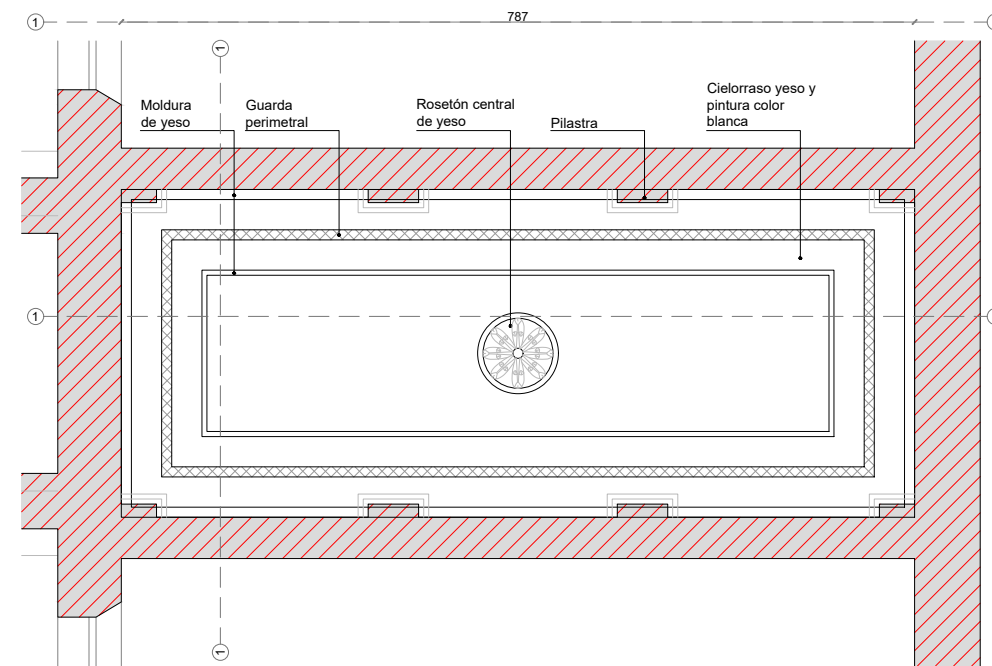 787
1
1
Moldura
de yeso
Guarda
perimetral
Rosetón central
de yeso
Pilastra
Cielorraso yeso y
pintura color
blanca
1
1